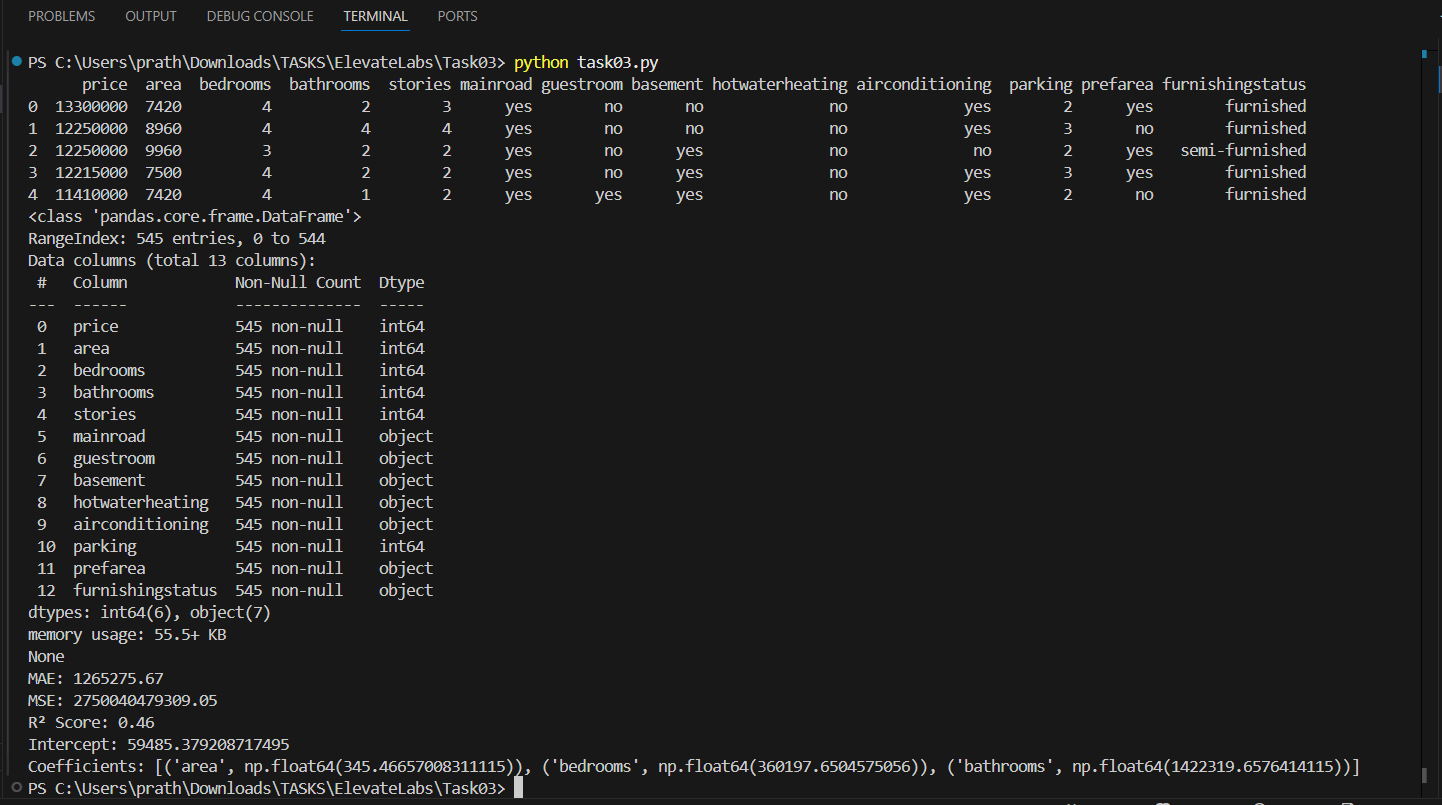 PROBLEMS OUTPUT DEBUG CONSOLE TERMINAL PORTS
PS C:\Users\prath\Downloads\TASKS\ElevateLabs\Task03> python task03.py
price area bedrooms bathrooms stories mainroad guestroom basement hotwaterheating airconditioning parking prefarea furnishingstatus
0 13300000 7420 4 2 3 yes no no no yes 2 yes furnished
1 12250000 8960 4 4 4 yes no no no yes 3 no furnished
2 12250000 9960 3 2 2 yes no yes no no 2 yes semi-furnished
3 12215000 7500 4 2 2 yes no yes no yes 3 yes furnished
4 11410000 7420 4 1 2 yes yes yes no yes 2 no furnished
<class 'pandas.core.frame.DataFrame'>
RangeIndex: 545 entries, 0 to 544
Data columns (total 13 columns):
# Column Non-Null Count Dtype
--- ------ -------------- -----
0 price 545 non-null int64
1 area 545 non-null int64
2 bedrooms 545 non-null int64
3 bathrooms 545 non-null int64
4 stories 545 non-null int64
5 mainroad 545 non-null object
6 guestroom 545 non-null object
7 basement 545 non-null object
8 hotwaterheating 545 non-null object
9 airconditioning 545 non-null object
10 parking 545 non-null int64
11 prefarea 545 non-null object
12 furnishingstatus 545 non-null object
dtypes: int64(6), object(7)
memory usage: 55.5+ KB
None
MAE: 1265275.67
MSE: 2750040479309.05
R² Score: 0.46
Intercept: 59485.379208717495
Coefficients: [('area', np.float64(345.46657008311115)), ('bedrooms', np.float64(360197.6504575056)), ('bathrooms', np.float64(1422319.6576414115))]
PS C:\Users\prath\Downloads\TASKS\ElevateLabs\Task03>